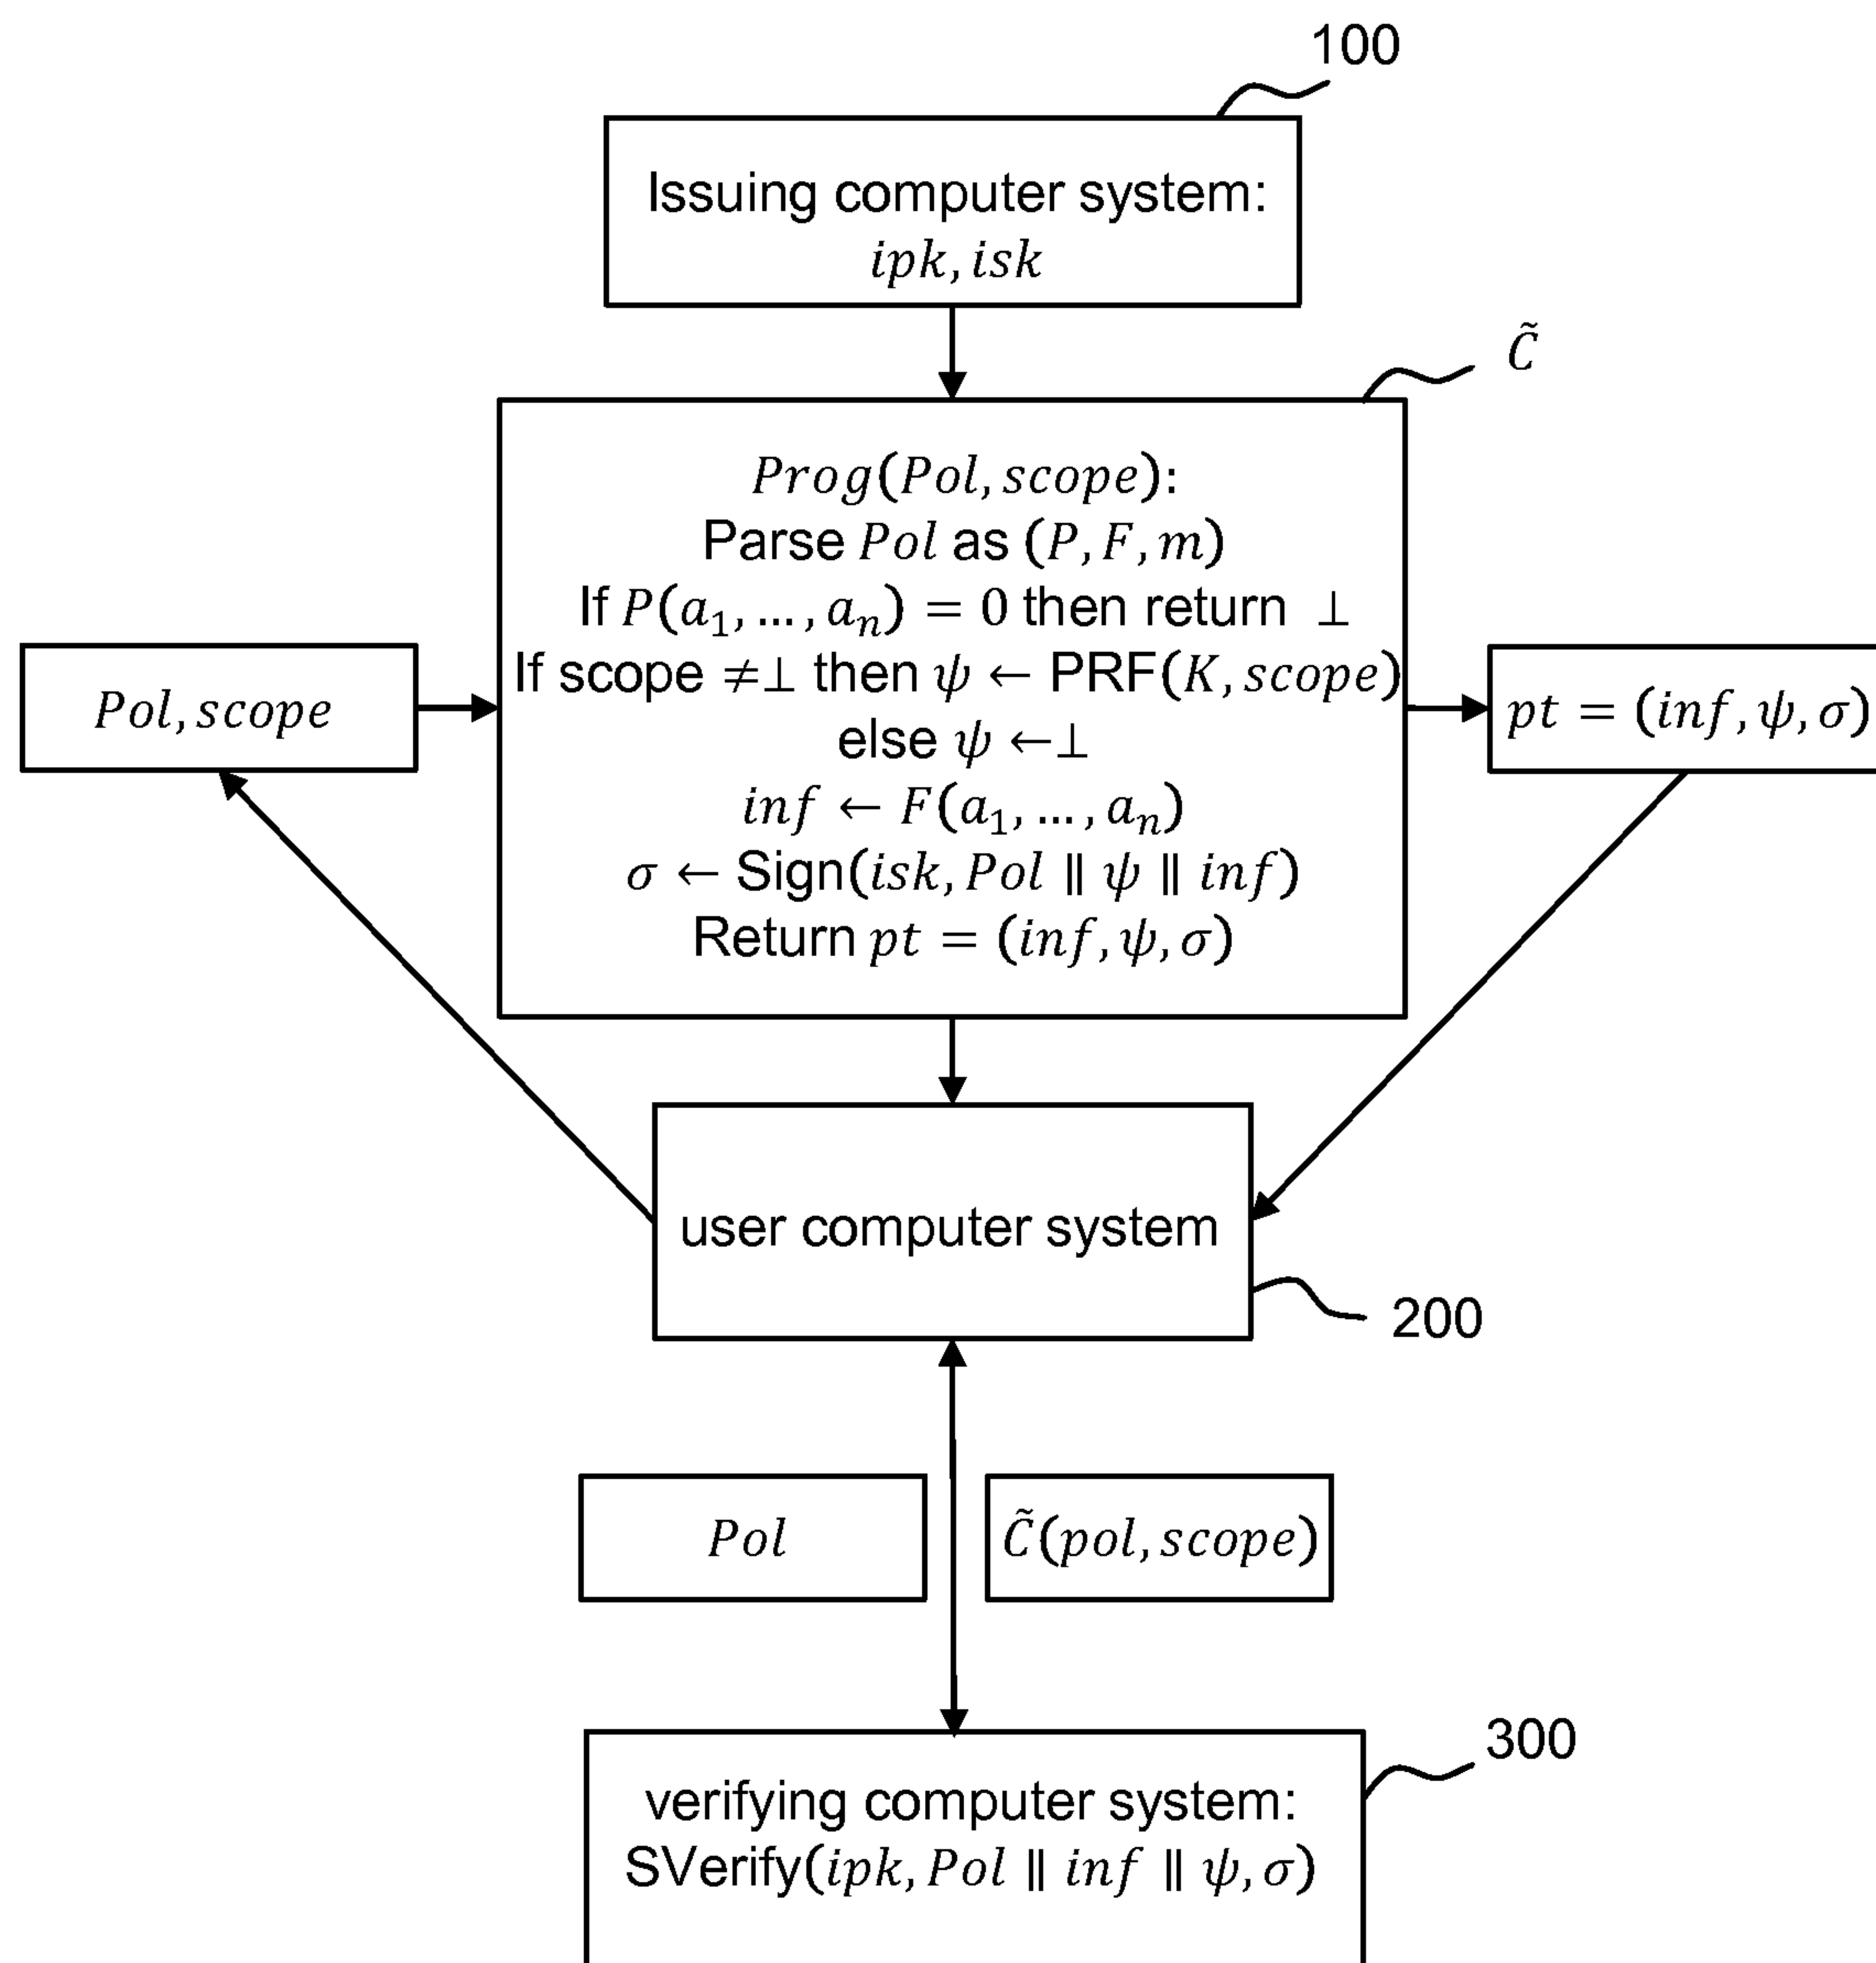 100
Issuing computer system:
ipk, isk
C̃
Prog(Pol, scope):
Parse Pol as (P, F, m)
If P(a₁, ..., aₙ) = 0 then return ⊥
If scope ≠⊥ then ψ ← PRF(K, scope)
else ψ ←⊥
inf ← F(a₁, ..., aₙ)
σ ← Sign(isk, Pol ∥ ψ ∥ inf)
Return pt = (inf, ψ, σ)
Pol, scope
pt = (inf, ψ, σ)
user computer system
200
Pol
C̃(pol, scope)
300
verifying computer system:
SVerify(ipk, Pol ∥ inf ∥ ψ, σ)